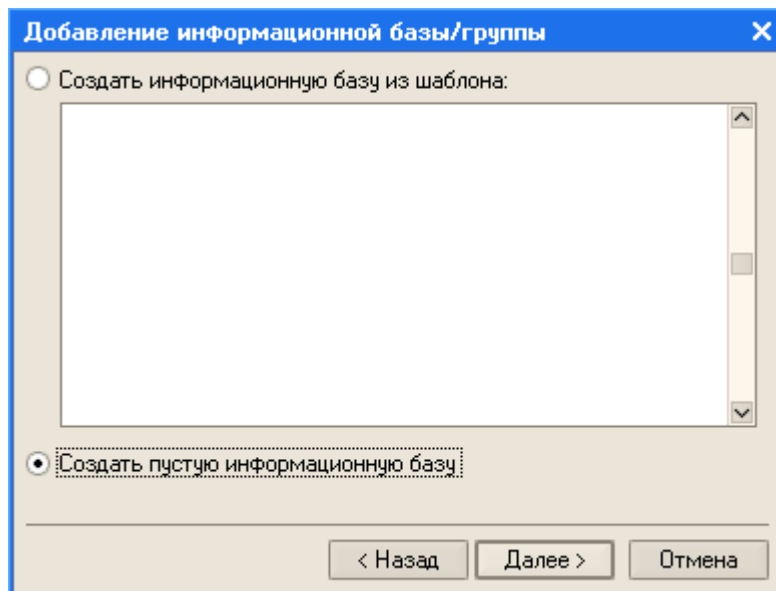 Добавление информационной базы/группы
Создать информационную базу из шаблона:
Создать пустую информационную базу
< Назад Далее > Отмена